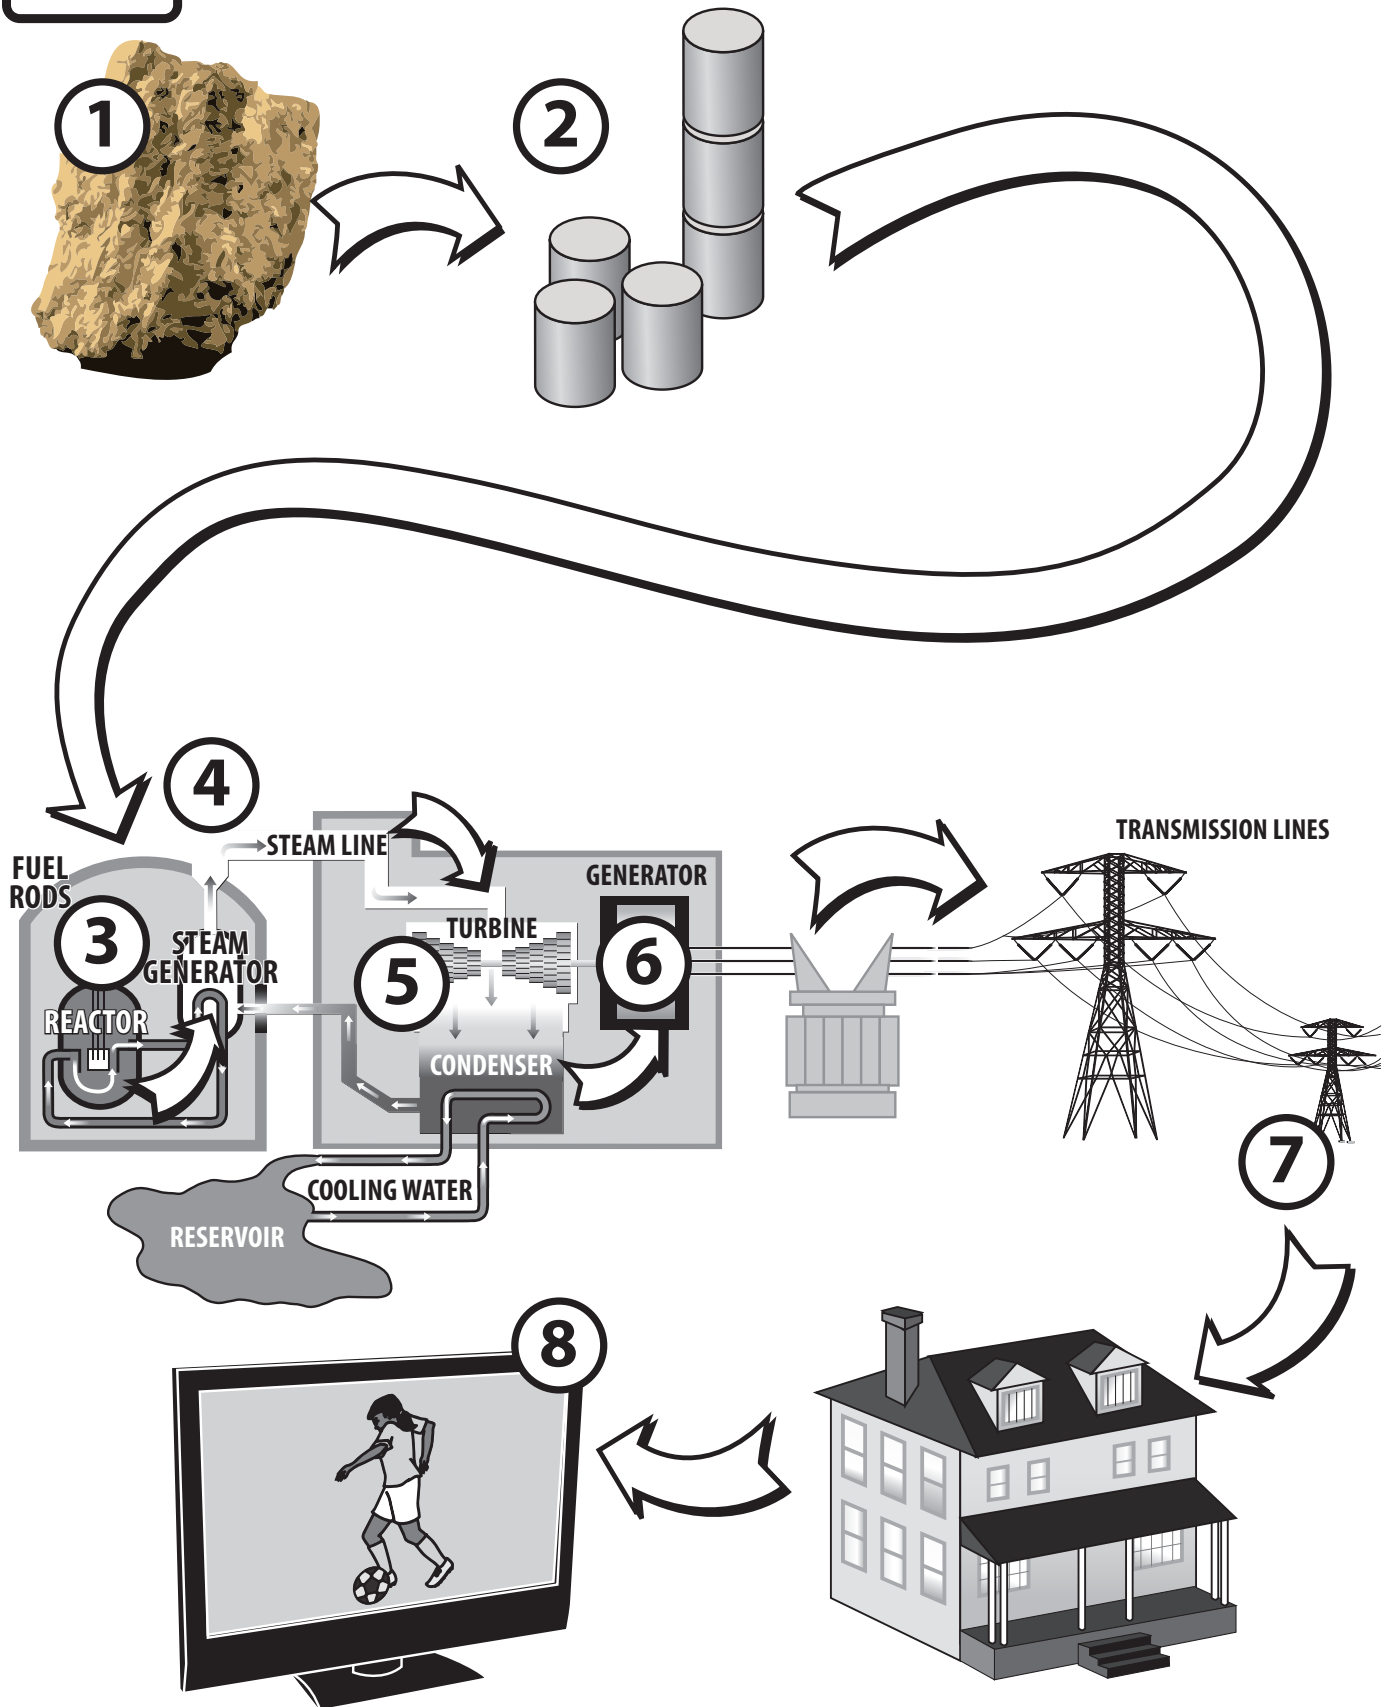 1
2
4
STEAM LINE
TRANSMISSION LINES
FUEL
RODS
GENERATOR
3
STEAM
GENERATOR
TURBINE
5
6
REACTOR
CONDENSER
7
COOLING WATER
RESERVOIR
8